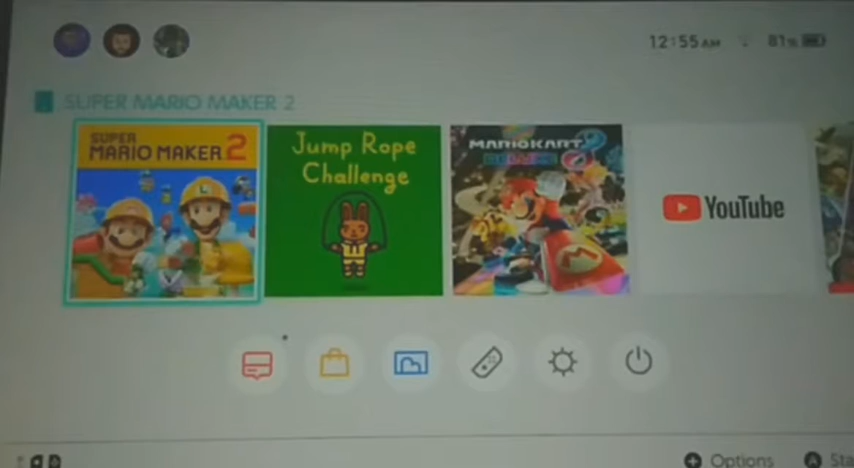 12:55 AM 81%
SUPER MARIO MAKER 2
SUPER
MARIO MAKER 2
Jump Rope
Challenge
MARIOKART 8
DELUXE
YouTube
Options